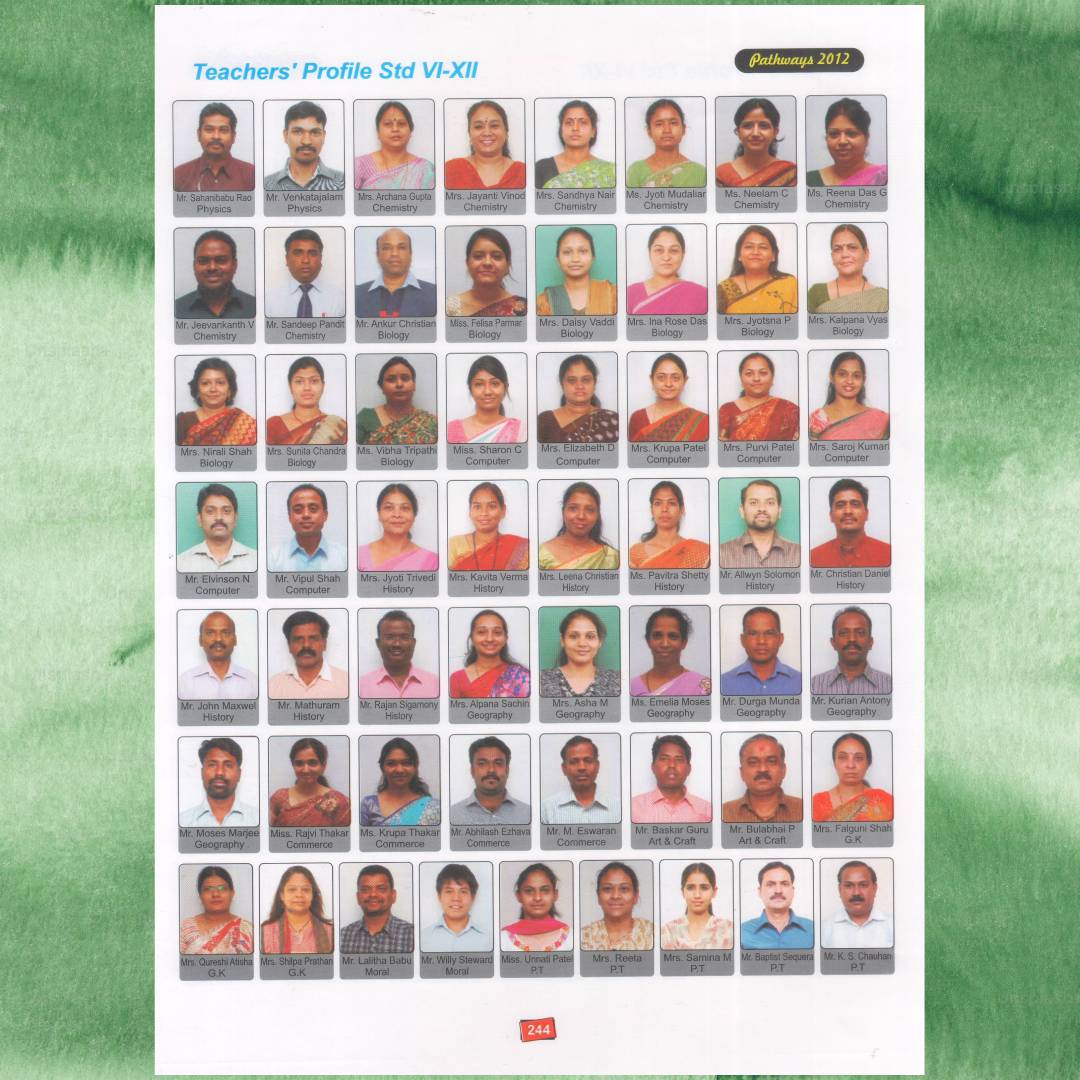 Teachers' Profile Std VI-XII
Pathways 2012
Mr. Sahanibabu Rao
Physics
Mr. Venkatajalam
Physics
Mrs. Archana Gupta
Chemistry
Mrs. Jayanti Vinod
Chemistry
Mrs. Sandhya Nair
Chemistry
Ms. Jyoti Mudaliar
Chemistry
Ms. Neelam C
Chemistry
Ms. Reena Das G
Chemistry
Mr. Jeevankanth V
Chemistry
Mr. Sandeep Pandit
Chemistry
Mr. Ankur Christian
Biology
Miss. Felisa Parmar
Biology
Mrs. Daisy Vaddi
Biology
Mrs. Ina Rose Das
Biology
Mrs. Jyotsna P
Biology
Mrs. Kalpana Vyas
Biology
Mrs. Nirali Shah
Biology
Mrs. Sunita Chandra
Biology
Ms. Vibha Tripathi
Biology
Miss. Sharon C
Computer
Mrs. Elizabeth D
Computer
Mrs. Krupa Patel
Computer
Mrs. Purvi Patel
Computer
Mrs. Saroj Kumari
Computer
Mr. Elvinson N
Computer
Mr. Vipul Shah
Computer
Mrs. Jyoti Trivedi
History
Mrs. Kavita Verma
History
Mrs. Leena Christian
History
Ms. Pavitra Shetty
History
Mr. Allwyn Solomon
History
Mr. Christian Daniel
History
Mr. John Maxwel
History
Mr. Mathuram
History
Mr. Rajan Sigamony
History
Mrs. Alpana Sachin
Geography
Mrs. Asha M
Geography
Ms. Emelia Moses
Geography
Mr. Durga Munda
Geography
Mr. Kurian Antony
Geography
Mr. Moses Marjee
Geography
Miss. Rajvi Thakar
Commerce
Ms. Krupa Thakar
Commerce
Mr. Abhilash Ezhava
Commerce
Mr. M. Eswaran
Commerce
Mr. Baskar Guru
Art & Craft
Mr. Bulabhai P
Art & Craft
Mrs. Falguni Shah
G.K
Mrs. Qureshi Atisha
G.K
Mrs. Shilpa Prathan
G.K
Mr. Lalitha Babu
Moral
Mr. Willy Steward
Moral
Miss. Unnati Patel
P.T
Mrs. Reeta
P.T
Mrs. Samina M
P.T
Mr. Baptist Sequera
P.T
Mr. K. S. Chauhan
P.T
244